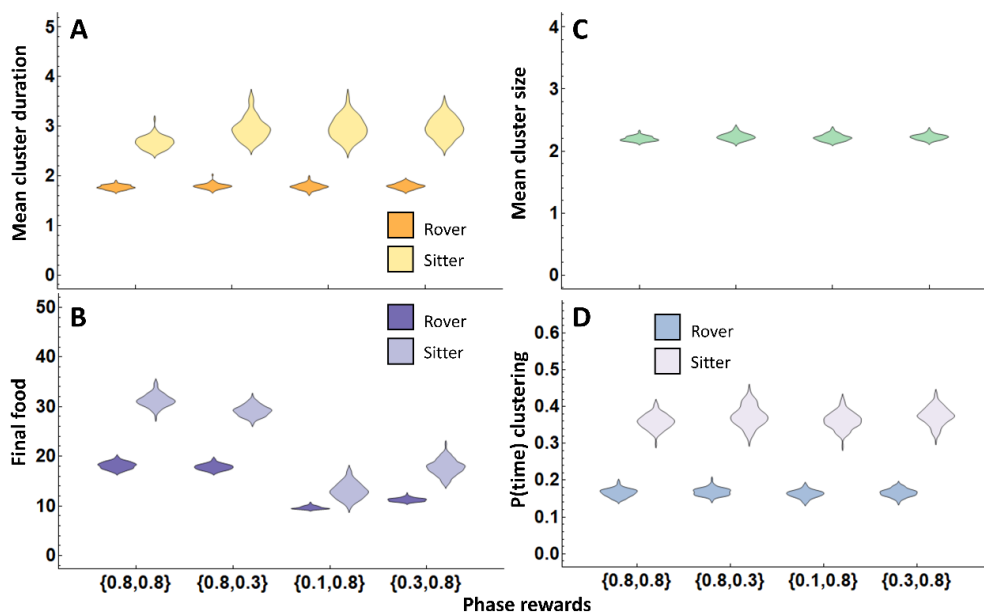 A
Mean cluster duration
5
4
3
2
1
0
Rover
Sitter
C
Mean cluster size
4
3
2
1
0
B
Final food
50
40
30
20
10
0
Rover
Sitter
{0.8,0.8} {0.8,0.3} {0.1,0.8} {0.3,0.8}
D
P(time) clustering
0.6
0.5
0.4
0.3
0.2
0.1
0.0
Rover
Sitter
{0.8,0.8} {0.8,0.3} {0.1,0.8} {0.3,0.8}
Phase rewards